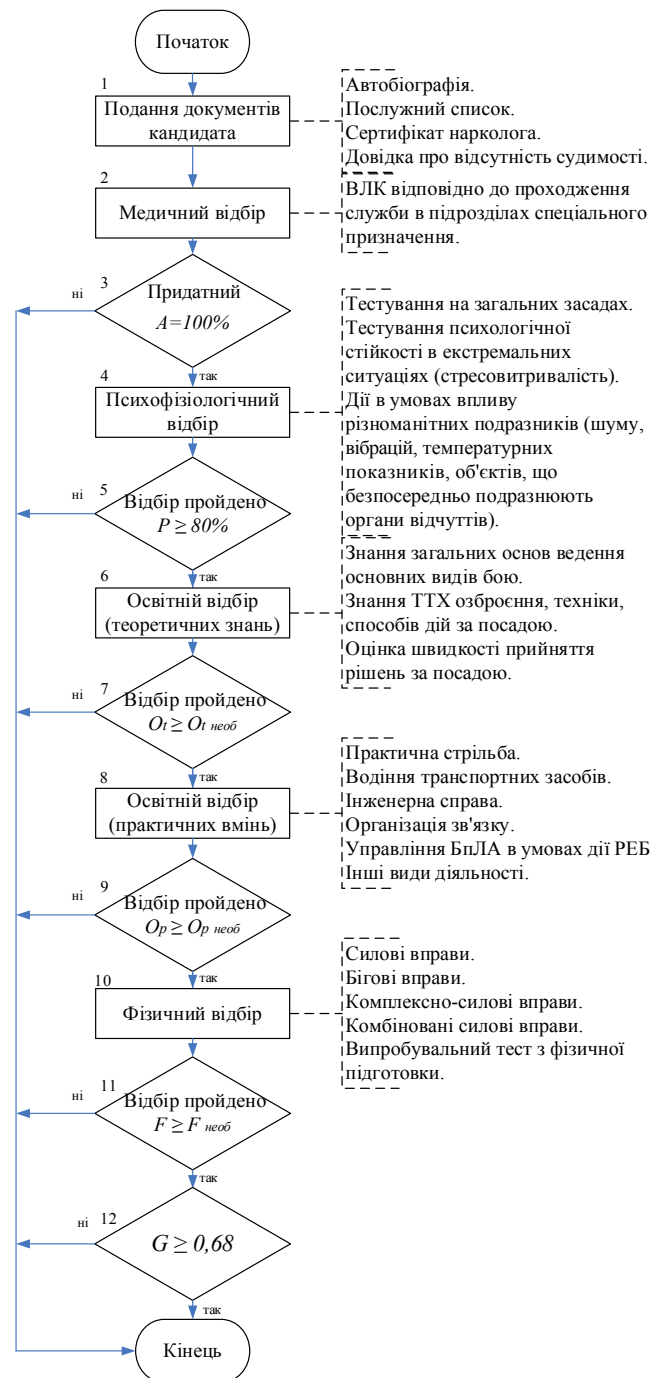 Початок
1
Подання документів
кандидата
Автобіографія.
Послужний список.
Сертифікат нарколога.
Довідка про відсутність судимості.
2
Медичний відбір
ВЛК відповідно до проходження
служби в підрозділах спеціального
призначення.
3
ні
Придатний
A=100%
так
4
Психофізіологічний
відбір
Тестування на загальних засадах.
Тестування психологічної
стійкості в екстремальних
ситуаціях (стресовитривалість).
Дії в умовах впливу
різноманітних подразників (шуму,
вібрацій, температурних
показників, об'єктів, що
безпосередньо подразнюють
органи відчуттів).
5
ні
Відбір пройдено
P ≥ 80%
так
6
Освітній відбір
(теоретичних знань)
Знання загальних основ ведення
основних видів бою.
Знання ТТХ озброєння, техніки,
способів дій за посадою.
Оцінка швидкості прийняття
рішень за посадою.
7
ні
Відбір пройдено
Ot ≥ Ot необ
так
8
Освітній відбір
(практичних вмінь)
Практична стрільба.
Водіння транспортних засобів.
Інженерна справа.
Організація зв'язку.
Управління БпЛА в умовах дії РЕБ
Інші види діяльності.
9
ні
Відбір пройдено
Op ≥ Op необ
так
10
Фізичний відбір
Силові вправи.
Бігові вправи.
Комплексно-силові вправи.
Комбіновані силові вправи.
Випробувальний тест з фізичної
підготовки.
11
ні
Відбір пройдено
F ≥ F необ
так
12
ні
G ≥ 0,68
так
Кінець